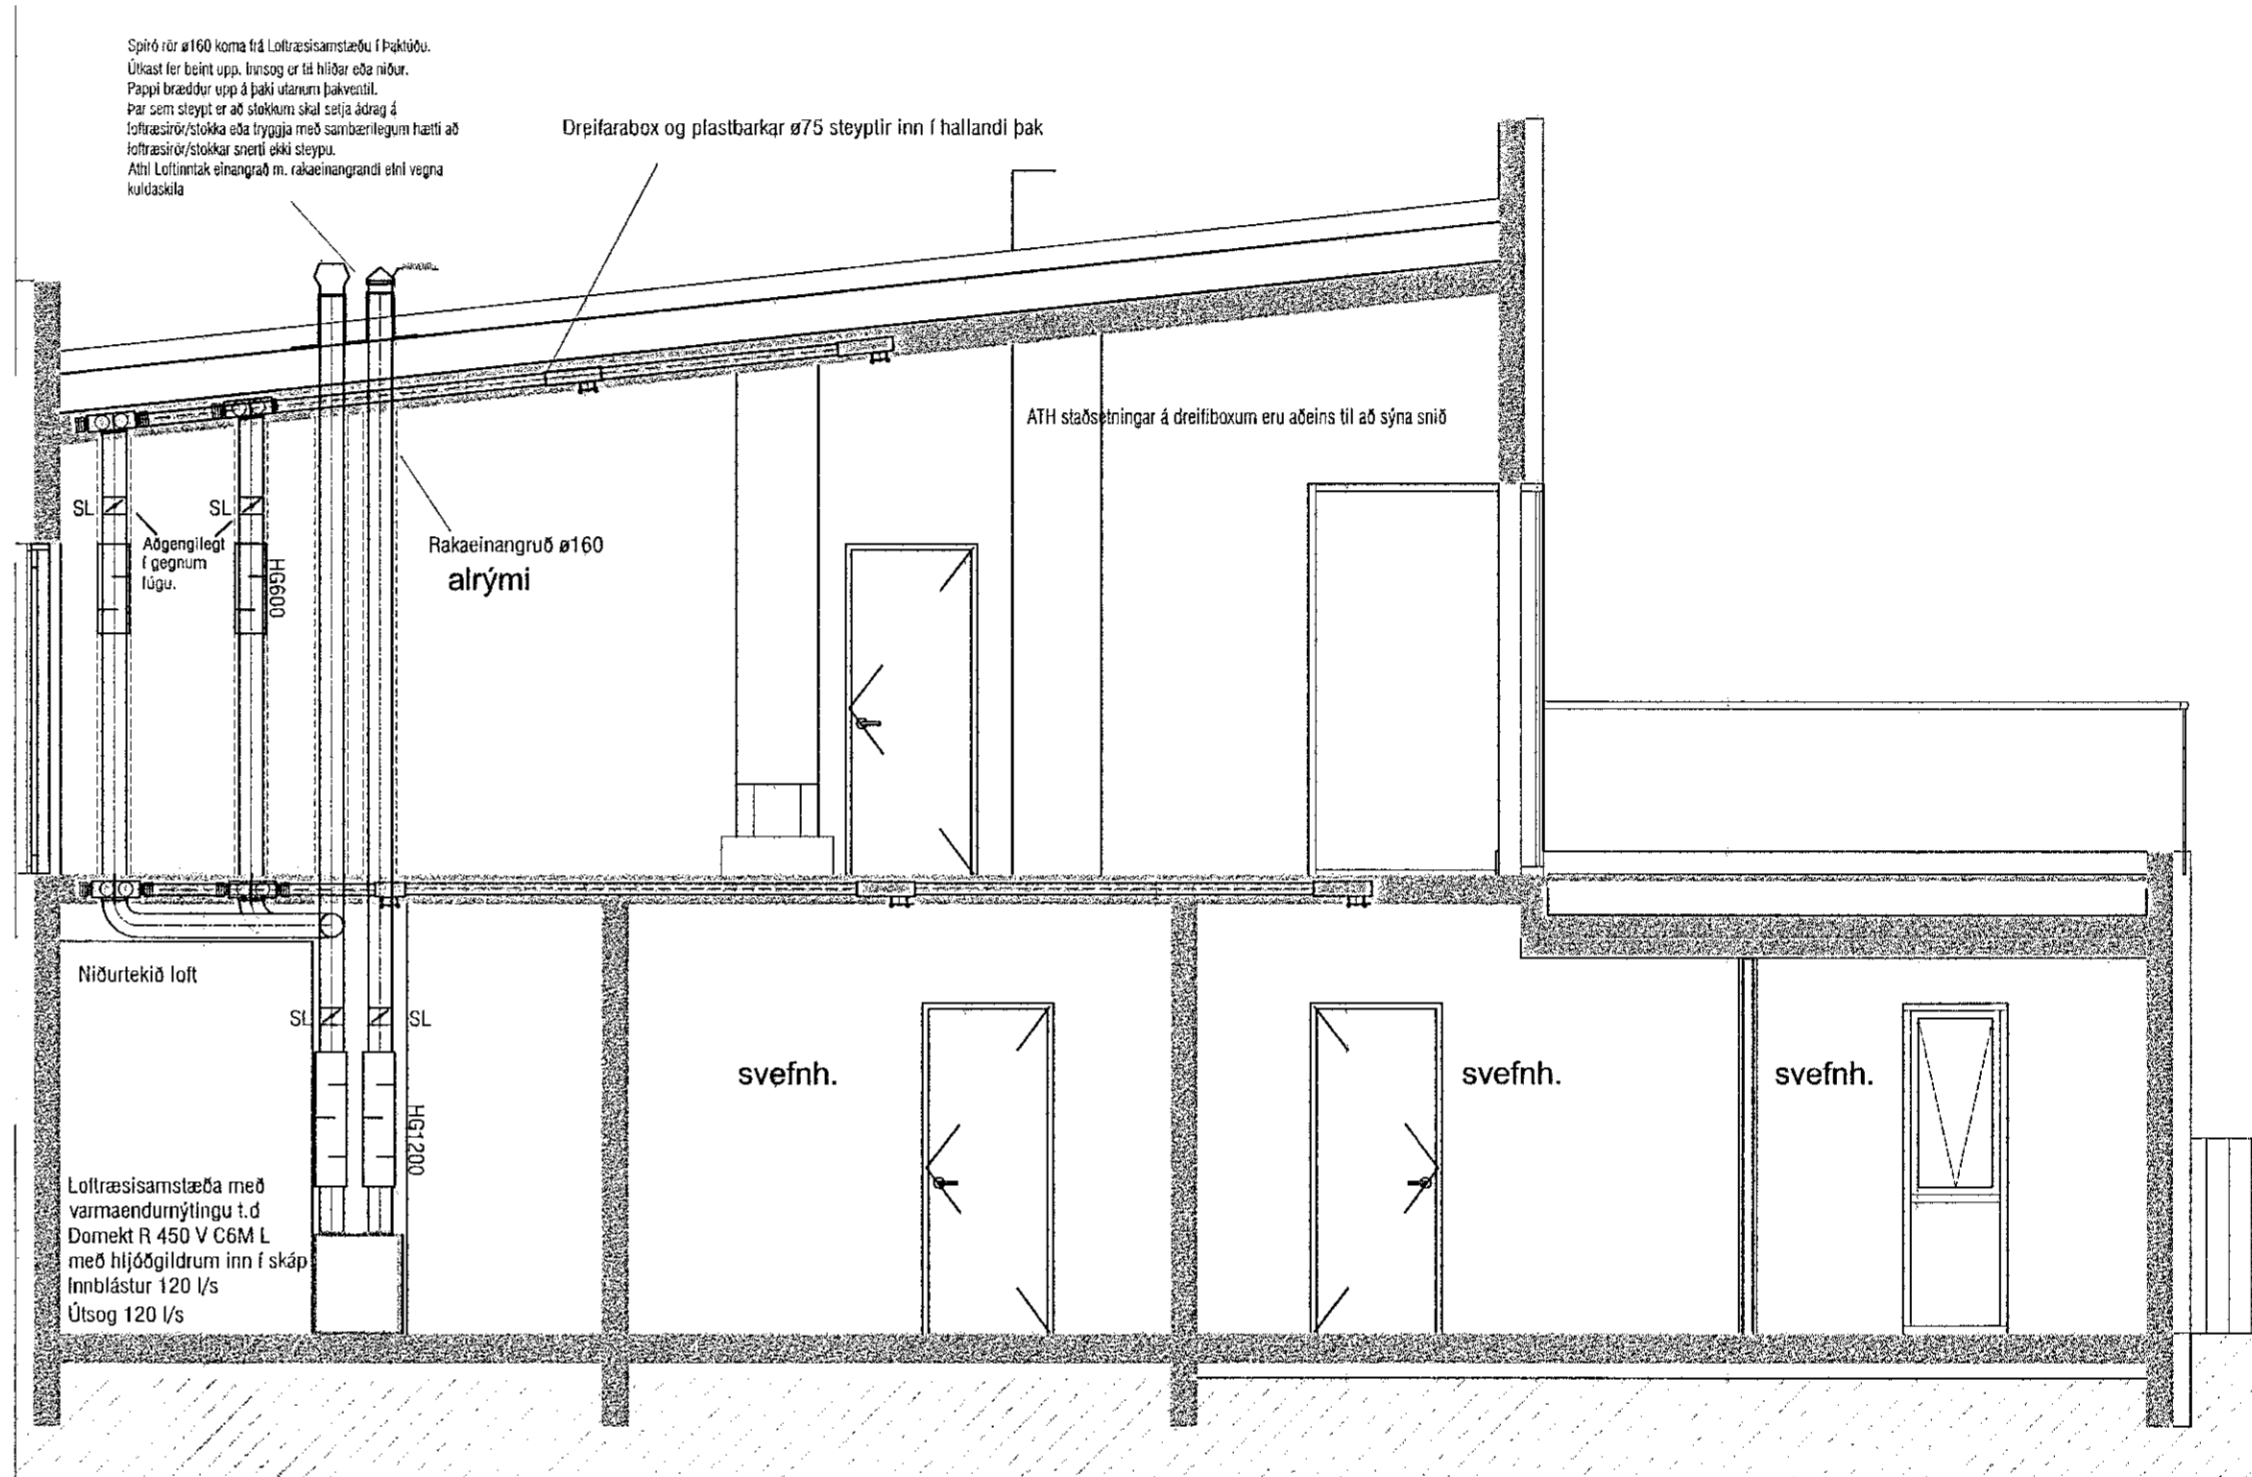 Spiró rör ø160 koma frá Loftræsisamstæðu í Þaktúðu.
Útkast fer beint upp. Innsog er til hliðar eða niður.
Pappi bræddur upp á þaki utanum þakventil.
Þar sem steypt er að stokkum skal setja ádrag á
loftræsirör/stokka eða tryggja með sambærilegum hætti að
loftræsirör/stokkar snerti ekki steypu.
Ath! Loftinntak einangrað m. rakaeinangrandi efni vegna
kuldaskila
Dreifarabox og plastbarkar ø75 steyptir inn í hallandi þak
ATH staðsetningar á dreifiboxum eru aðeins til að sýna snið
SL
SL
Aðgengilegt
í gegnum
lúgu.
HG600
Rakaeinangruð ø160
alrými
Niðurtekið loft
SL
SL
HG1200
svefnh.
svefnh.
svefnh.
Loftræsisamstæða með
varmaendurnýtingu t.d
Domekt R 450 V C6M L
með hljóðgildrum inn í skáp
Innblástur 120 l/s
Útsog 120 l/s